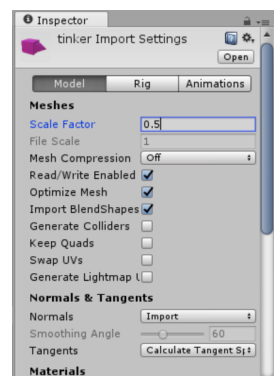 Inspector
tinker Import Settings
Open
Model Rig Animations
Meshes
Scale Factor 0.5
File Scale 1
Mesh Compression Off
Read/Write Enabled
Optimize Mesh
Import BlendShapes
Generate Colliders
Keep Quads
Swap UVs
Generate Lightmap U
Normals & Tangents
Normals Import
Smoothing Angle 60
Tangents Calculate Tangent Sp
Materials